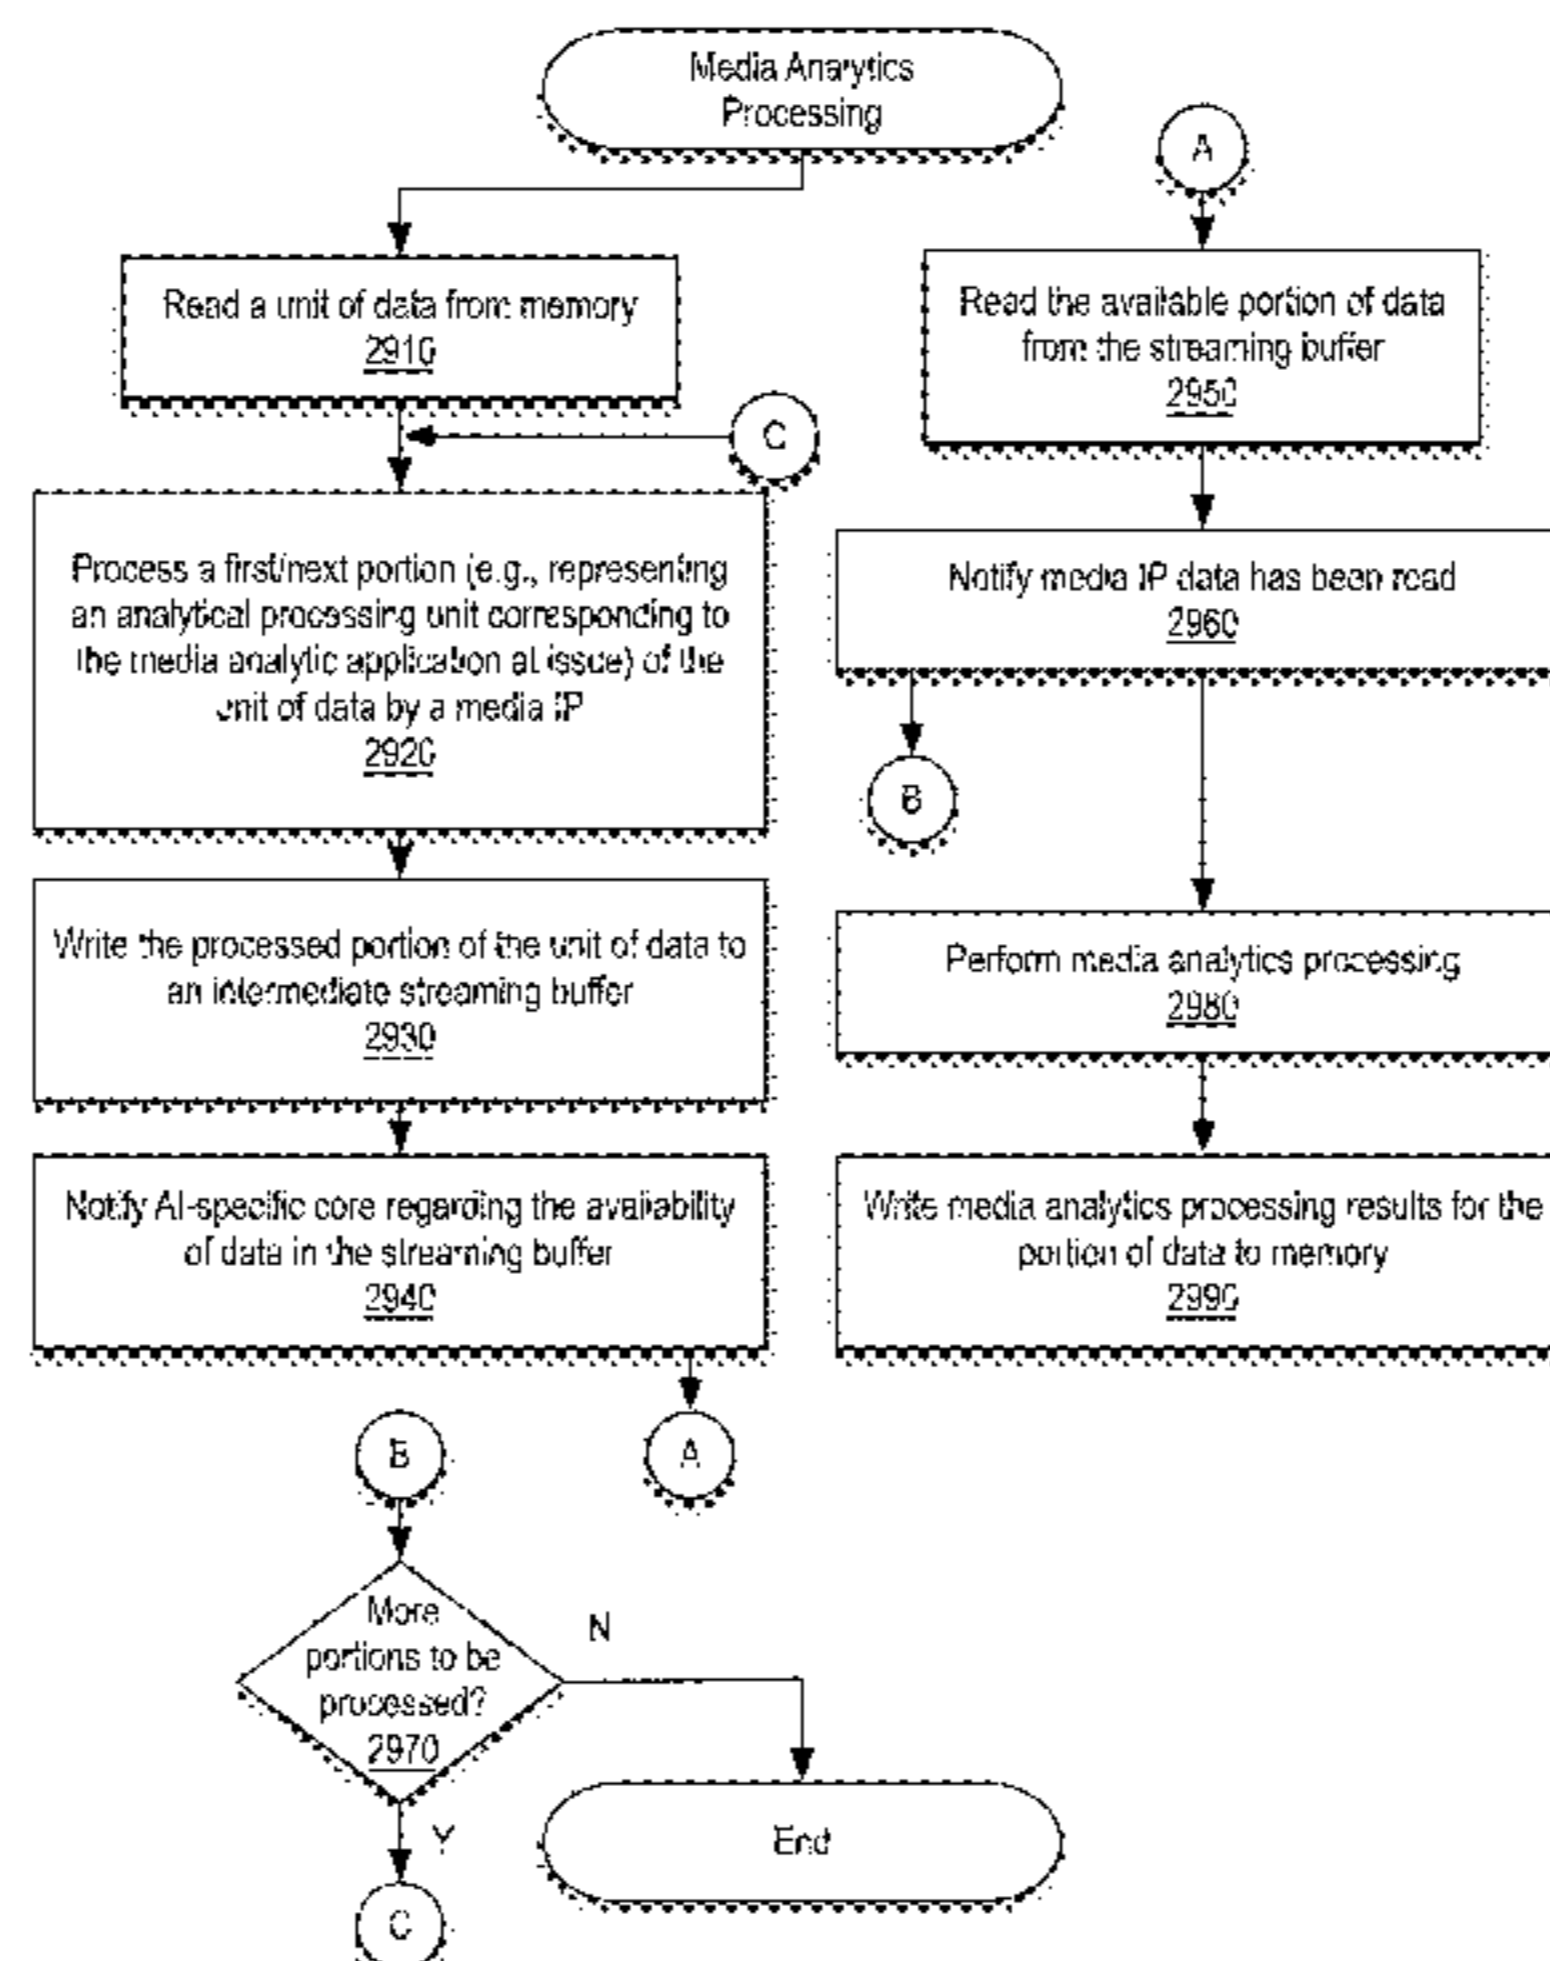 Media Analytics
Processing
Read a unit of data from memory
2910
C
Process a first/next portion (e.g., representing
an analytical processing unit corresponding to
the media analytic application at issue) of the
unit of data by a media IP
2920
Write the processed portion of the unit of data to
an intermediate streaming buffer
2930
Notify AI-specific core regarding the availability
of data in the streaming buffer
2940
A
B
More
portions to be
processed?
2970
N
Y
C
End
A
Read the available portion of data
from the streaming buffer
2950
Notify media IP data has been read
2960
B
Perform media analytics processing
2980
Write media analytics processing results for the
portion of data to memory
2990